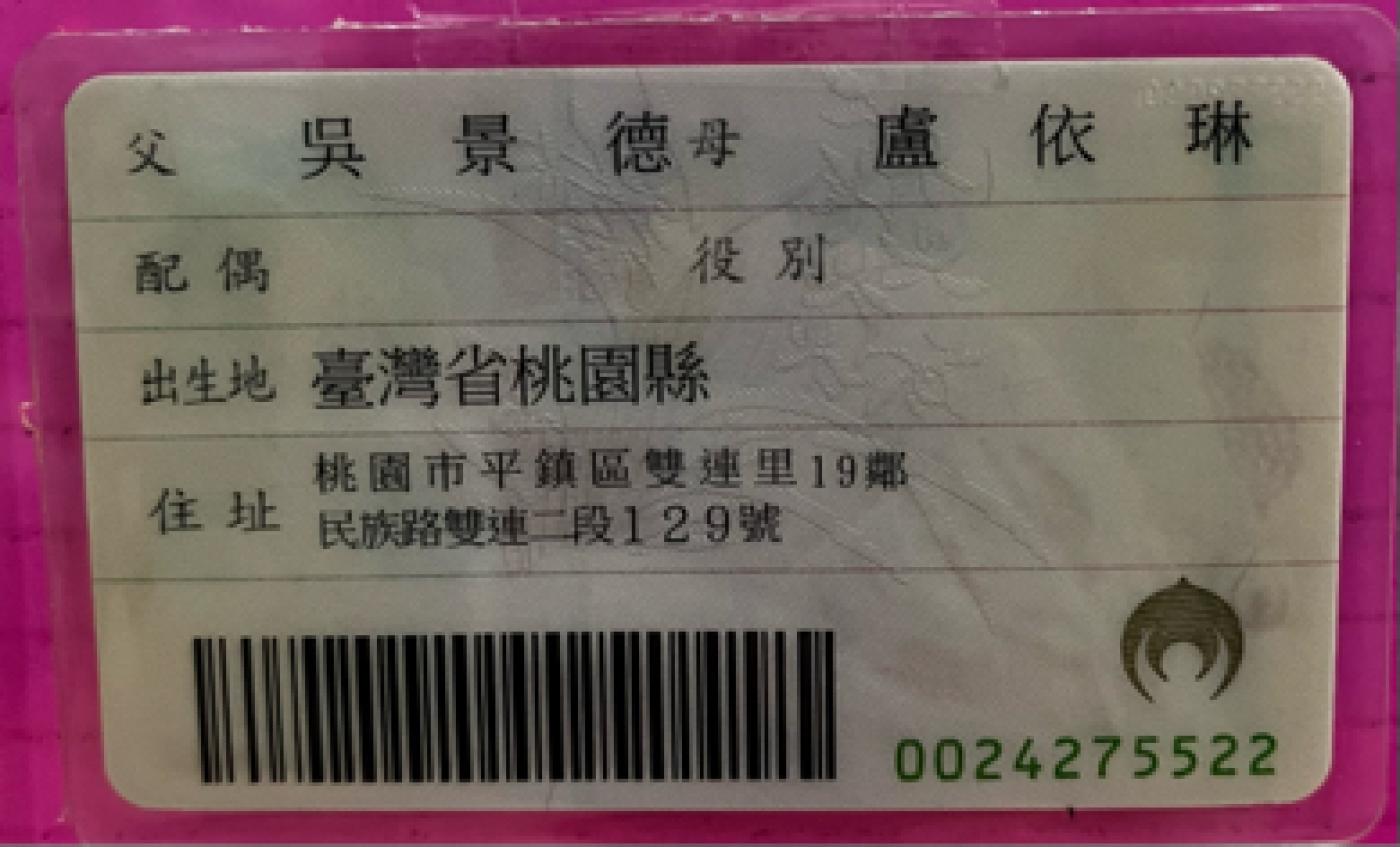 父 吳景德 母 盧依琳
配偶 役別
出生地 臺灣省桃園縣
住址 桃園市平鎮區雙連里19鄰
民族路雙連二段129號
0024275522